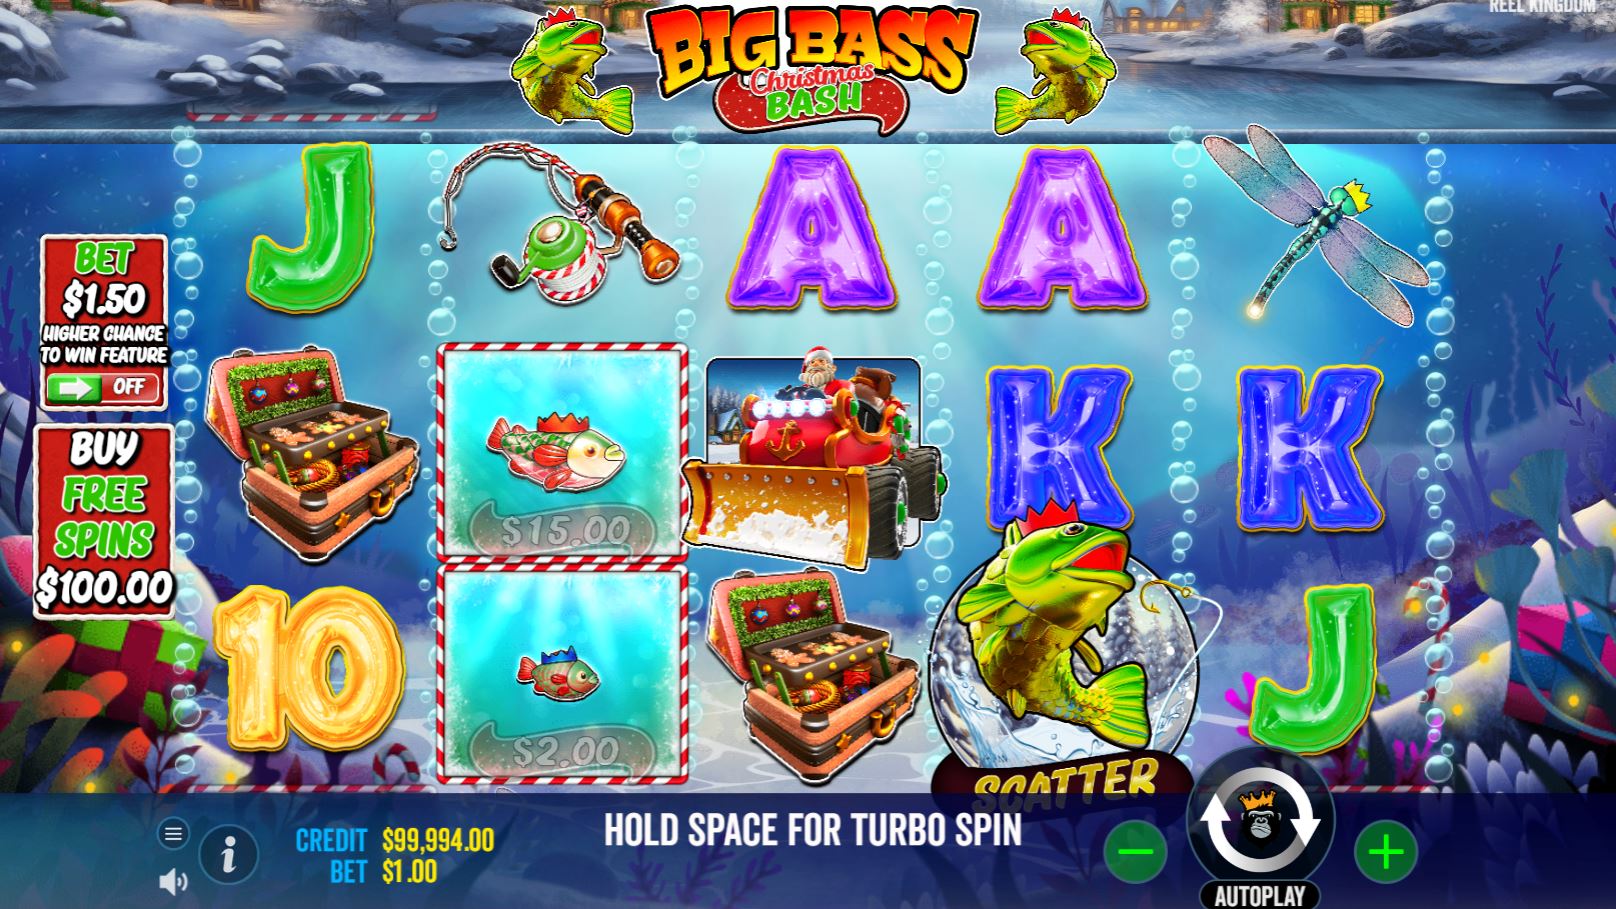 REEL KINGDOM
BIG BASS
Christmas
BASH
J
A
A
BET
$1.50
HIGHER CHANCE
TO WIN FEATURE
OFF
K
K
BUY
FREE
SPINS
$100.00
$15.00
10
J
$2.00
SCATTER
CREDIT $99,994.00
BET $1.00
HOLD SPACE FOR TURBO SPIN
AUTOPLAY